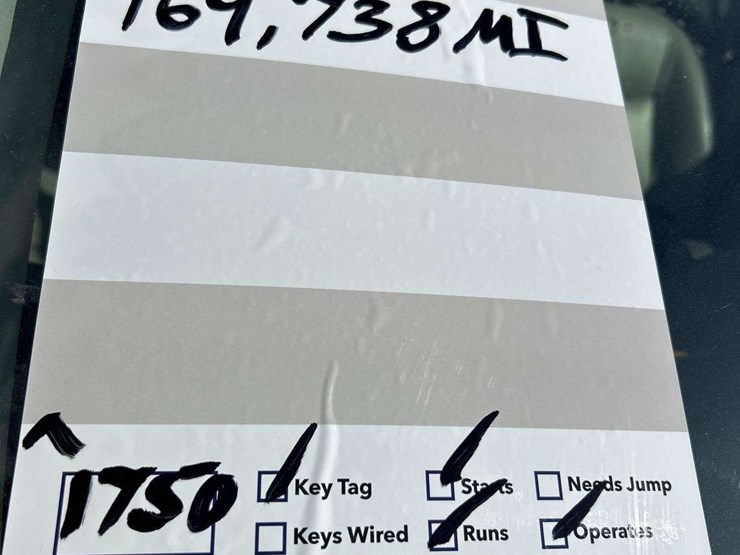 169,738 MI
Key Tag Starts Needs Jump
1750
Keys Wired Runs Operates